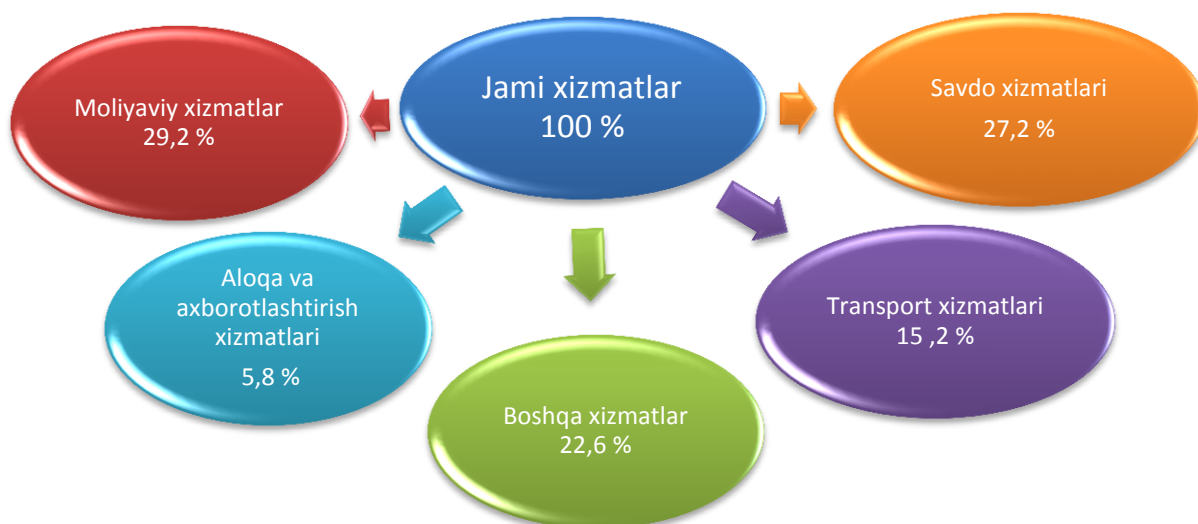 Jami xizmatlar
100 %
Moliyaviy xizmatlar
29,2 %
Savdo xizmatlari
27,2 %
Aloqa va
axborotlashtirish
xizmatlari
5,8 %
Transport xizmatlari
15 ,2 %
Boshqa xizmatlar
22,6 %